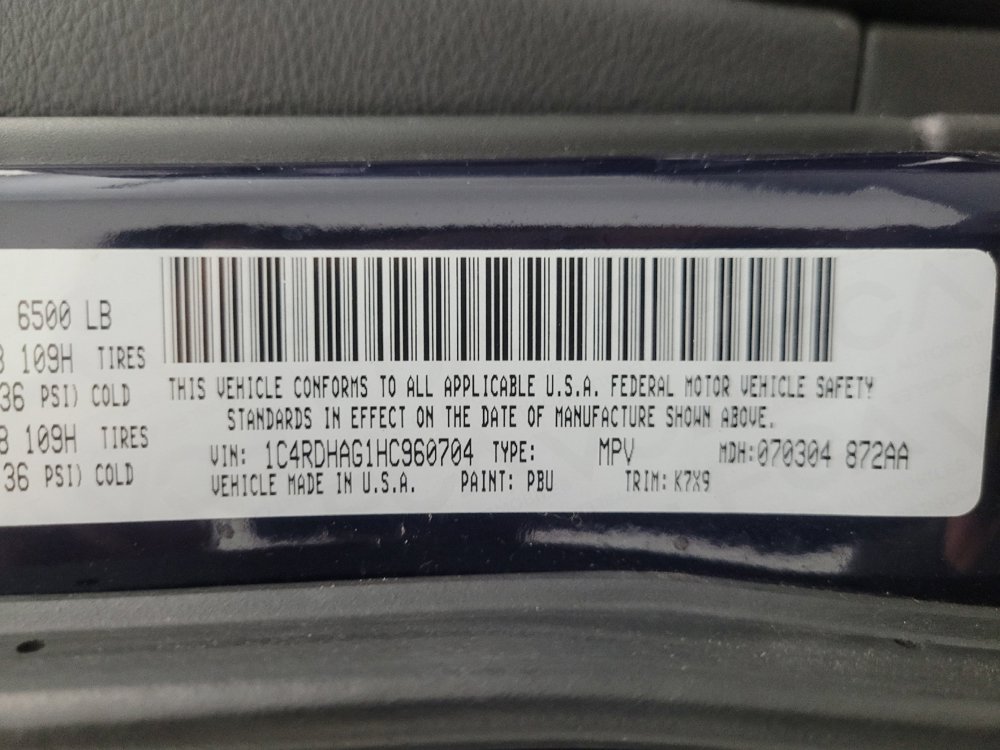 6500 LB
109H TIRES
36 PSI) COLD
109H TIRES
36 PSI) COLD
THIS VEHICLE CONFORMS TO ALL APPLICABLE U.S.A. FEDERAL MOTOR VEHICLE SAFETY
STANDARDS IN EFFECT ON THE DATE OF MANUFACTURE SHOWN ABOVE.
VIN: 1C4RDHAG1HC960704 TYPE: MPV MDH:070304 872AA
VEHICLE MADE IN U.S.A. PAINT: PBU TRIM: K7X9